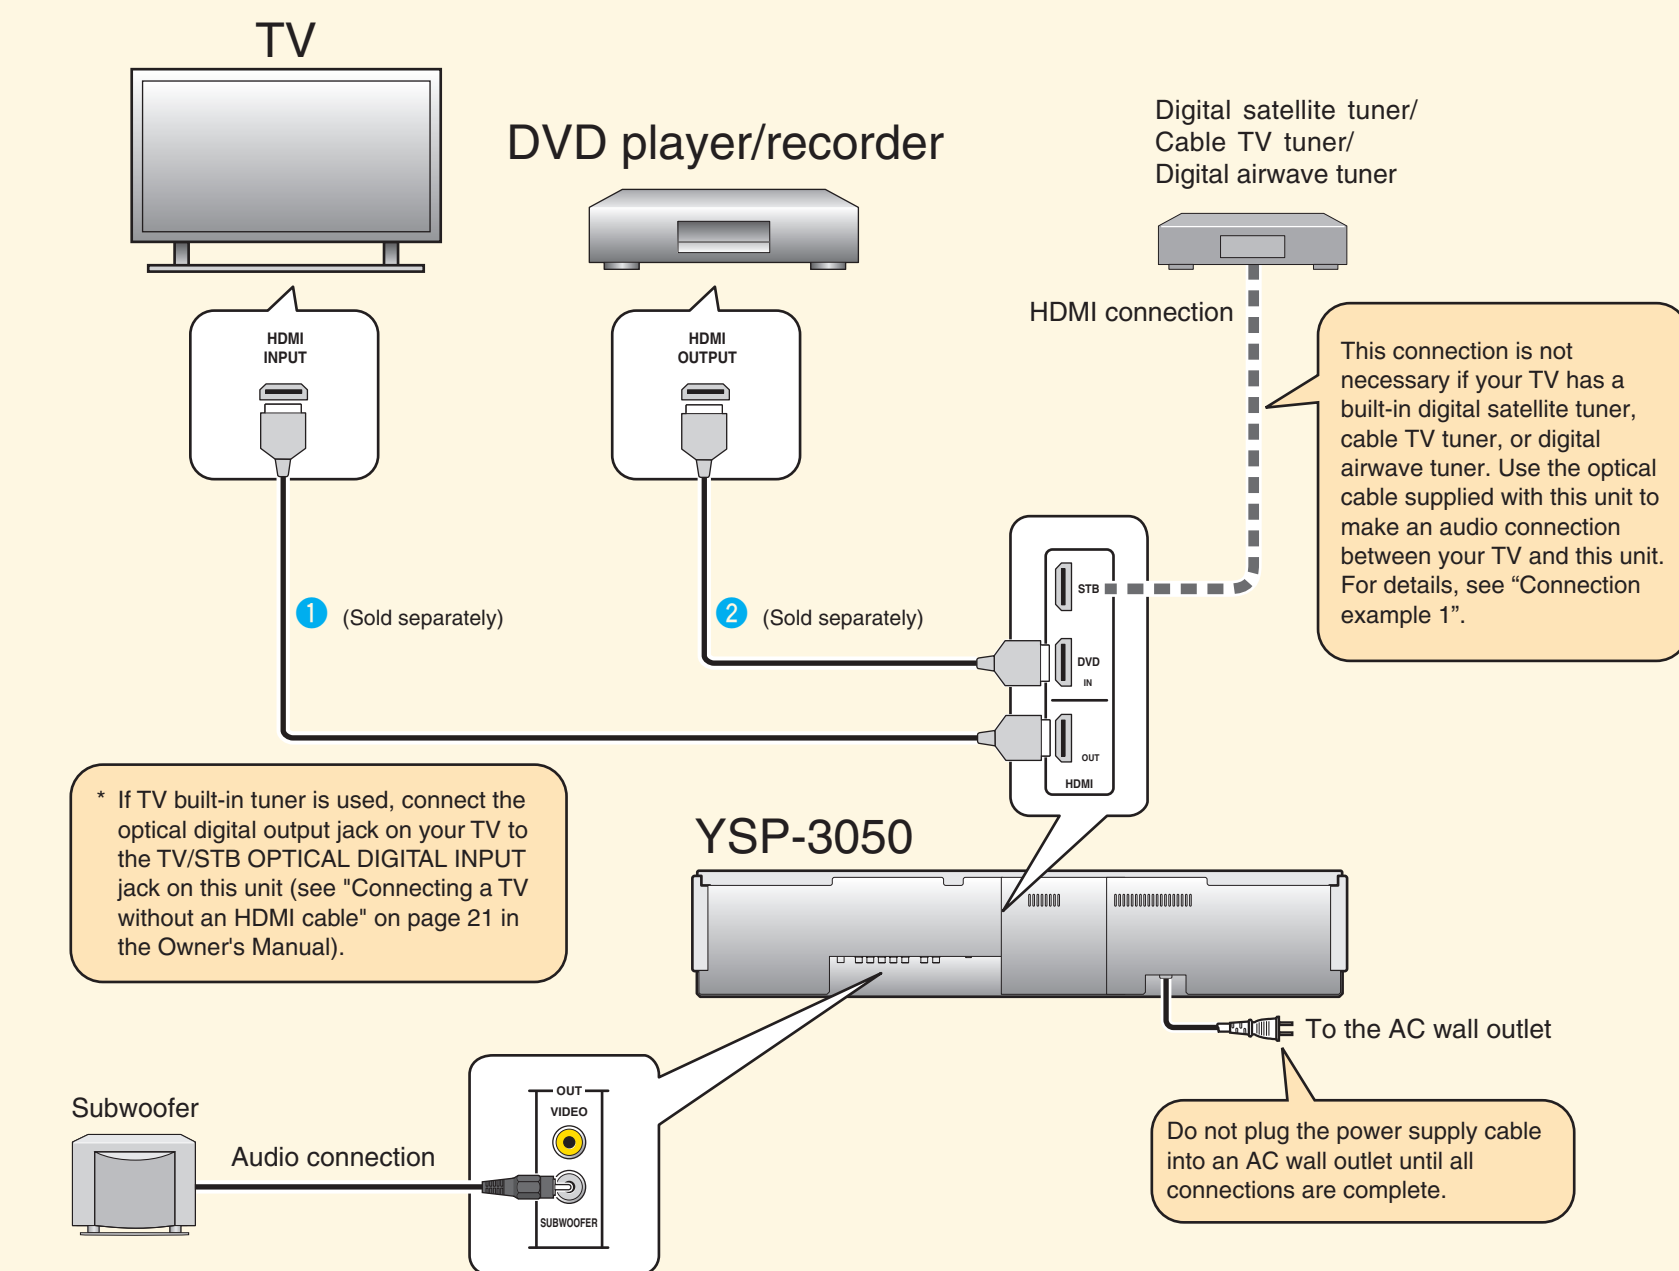 TV
DVD player/recorder
Digital satellite tuner/
Cable TV tuner/
Digital airwave tuner
HDMI
INPUT
HDMI
OUTPUT
HDMI connection
This connection is not
necessary if your TV has a
built-in digital satellite tuner,
cable TV tuner, or digital
airwave tuner. Use the optical
cable supplied with this unit to
make an audio connection
between your TV and this unit.
For details, see “Connection
example 1”.
1 (Sold separately)
2 (Sold separately)
STB
DVD
IN
OUT
HDMI
* If TV built-in tuner is used, connect the
optical digital output jack on your TV to
the TV/STB OPTICAL DIGITAL INPUT
jack on this unit (see "Connecting a TV
without an HDMI cable" on page 21 in
the Owner's Manual).
YSP-3050
To the AC wall outlet
Do not plug the power supply cable
into an AC wall outlet until all
connections are complete.
Subwoofer
Audio connection
OUT
VIDEO
SUBWOOFER